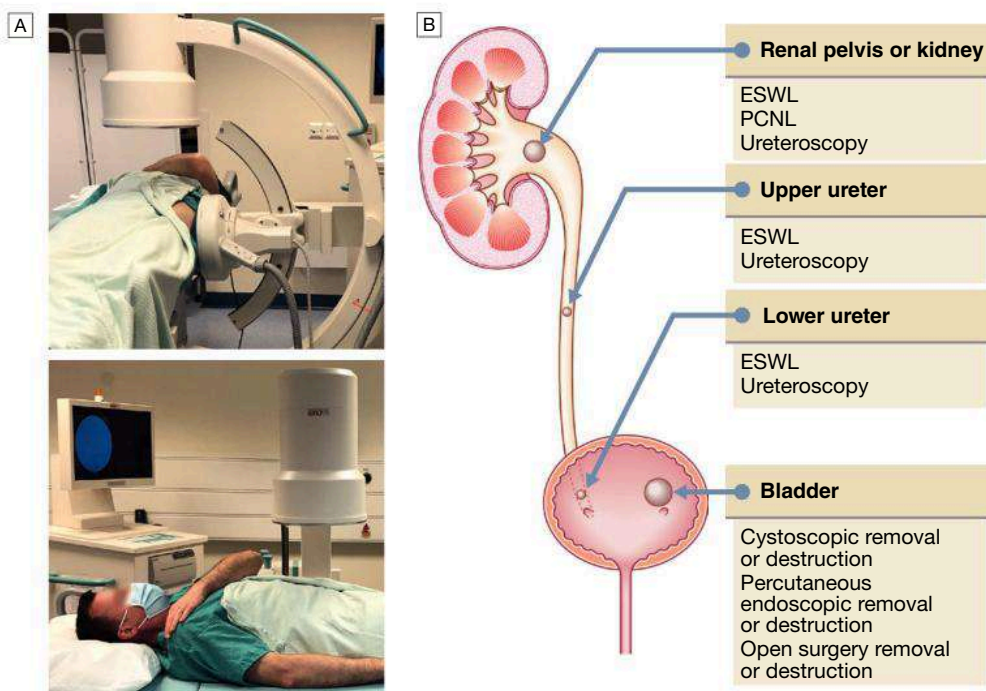 A
B
Renal pelvis or kidney
ESWL
PCNL
Ureteroscopy
Upper ureter
ESWL
Ureteroscopy
Lower ureter
ESWL
Ureteroscopy
Bladder
Cystoscopic removal
or destruction
Percutaneous
endoscopic removal
or destruction
Open surgery removal
or destruction